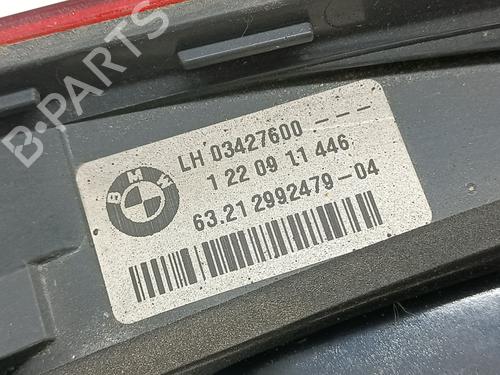 B-PARTS
BMW
LH 03427600 ---
1 22 09 11 446
63.21 2992479-04